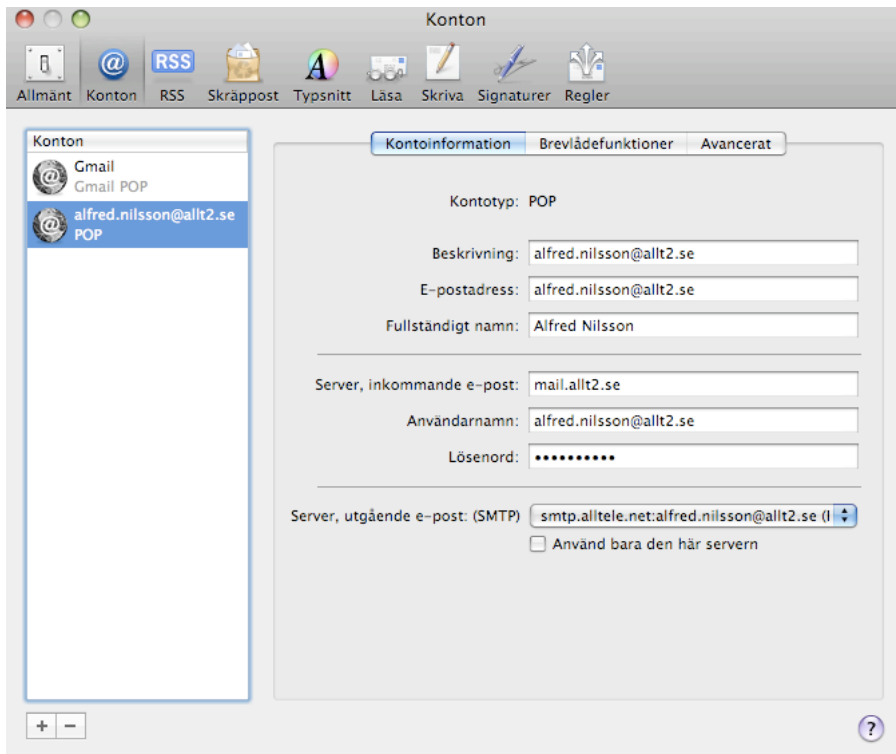 Konton
RSS
Allmänt Konton RSS Skräppost Typsnitt Läsa Skriva Signaturer Regler
Konton
Gmail
Gmail POP
alfred.nilsson@allt2.se
POP
Kontoinformation Brevlådefunktioner Avancerat
Kontotyp: POP
Beskrivning: alfred.nilsson@allt2.se
E-postadress: alfred.nilsson@allt2.se
Fullständigt namn: Alfred Nilsson
Server, inkommande e-post: mail.allt2.se
Användarnamn: alfred.nilsson@allt2.se
Lösenord: ••••••••••
Server, utgående e-post: (SMTP) smtp.alltele.net:alfred.nilsson@allt2.se (
Använd bara den här servern
+ −
?